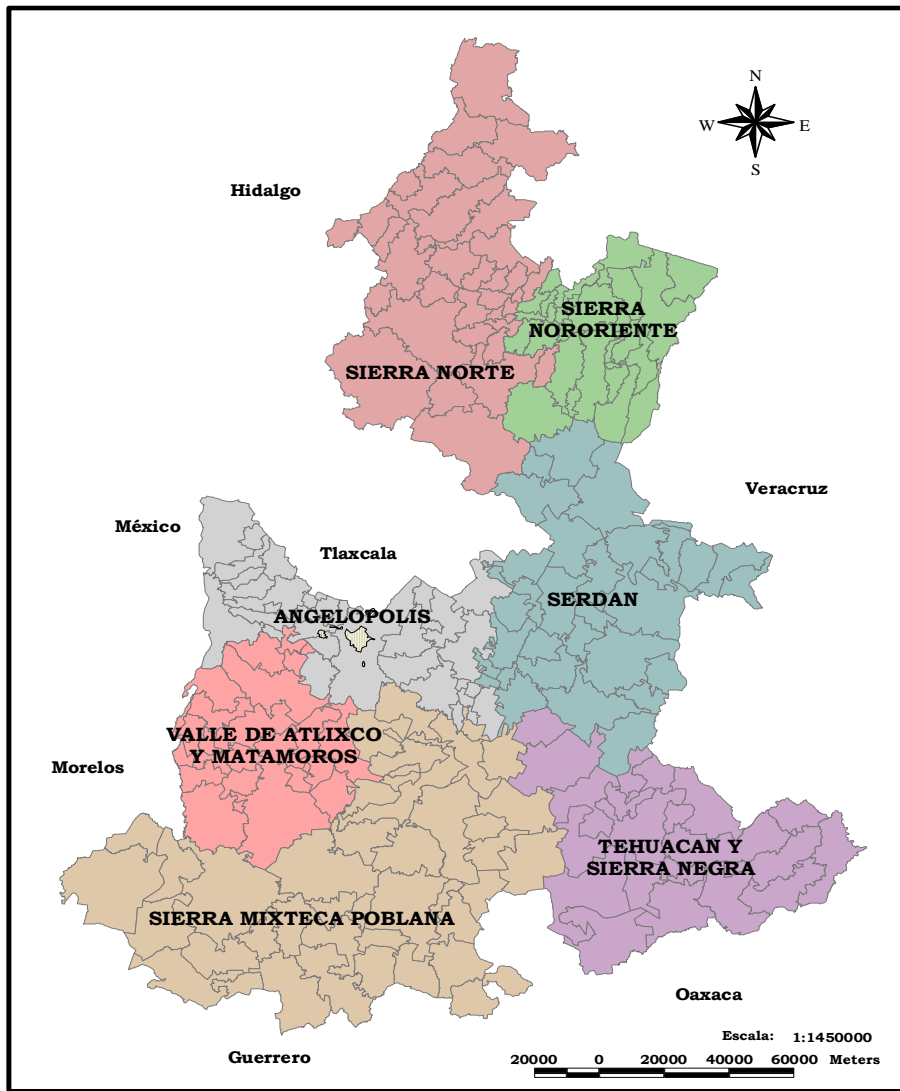 N
W E
S
Hidalgo
SIERRA
NORORIENTE
SIERRA NORTE
Veracruz
México
Tlaxcala
SERDAN
ANGELOPOLIS
VALLE DE ATLIXCO
Y MATAMOROS
Morelos
TEHUACAN Y
SIERRA NEGRA
SIERRA MIXTECA POBLANA
Oaxaca
Escala: 1:1450000
Guerrero
20000 0 20000 40000 60000 Meters